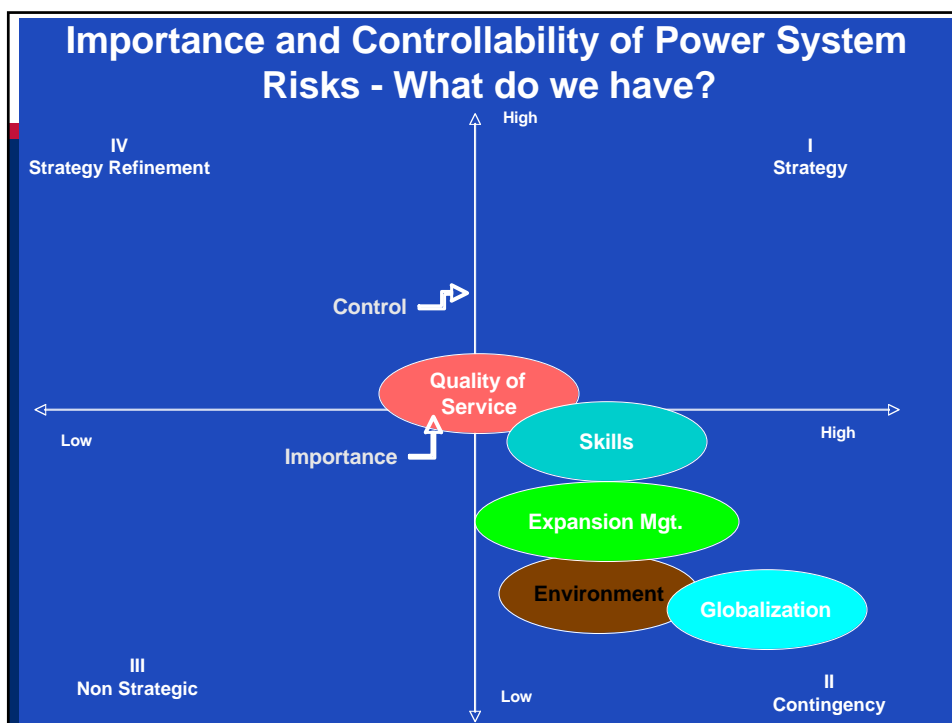 Importance and Controllability of Power System
Risks - What do we have?
High
IV
Strategy Refinement
I
Strategy
Control
Quality of
Service
Low
High
Skills
Importance
Expansion Mgt.
Environment
Globalization
III
Non Strategic
Low
II
Contingency